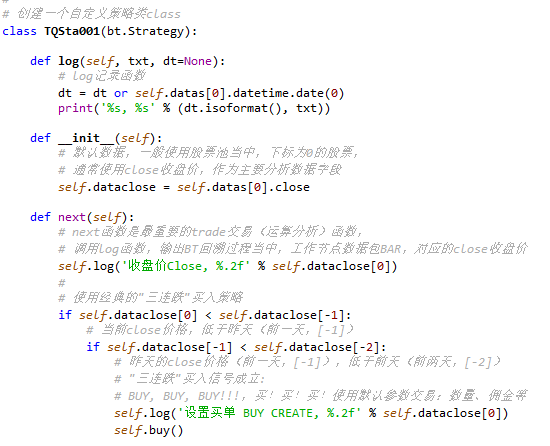 #
# 创建一个自定义策略类class
class TQSta001(bt.Strategy):
def log(self, txt, dt=None):
# log记录函数
dt = dt or self.datas[0].datetime.date(0)
print('%s, %s' % (dt.isoformat(), txt))
def __init__(self):
# 默认数据，一般使用股票池当中，下标为0的股票，
# 通常使用close收盘价，作为主要分析数据字段
self.dataclose = self.datas[0].close
def next(self):
# next函数是最重要的trade交易（运算分析）函数，
# 调用log函数，输出BT回溯过程当中，工作节点数据包BAR，对应的close收盘价
self.log('收盘价Close, %.2f' % self.dataclose[0])
#
# 使用经典的"三连跌"买入策略
if self.dataclose[0] < self.dataclose[-1]:
# 当前close价格，低于昨天（前一天，[-1]）
if self.dataclose[-1] < self.dataclose[-2]:
# 昨天的close价格（前一天，[-1]），低于前天（前两天，[-2]）
# "三连跌"买入信号成立：
# BUY, BUY, BUY!!!，买！买！买！使用默认参数交易：数量、佣金等
self.log('设置买单 BUY CREATE, %.2f' % self.dataclose[0])
self.buy()